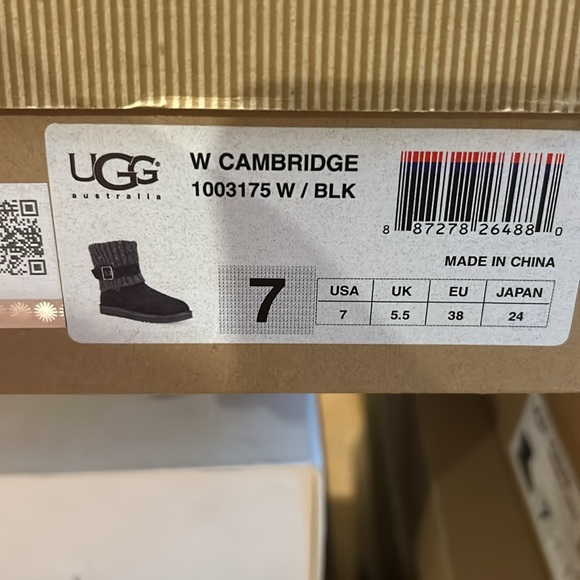 UGG®
australia
W CAMBRIDGE
1003175 W / BLK
8 87278 26488 0
MADE IN CHINA
7
USA UK EU JAPAN
7 5.5 38 24